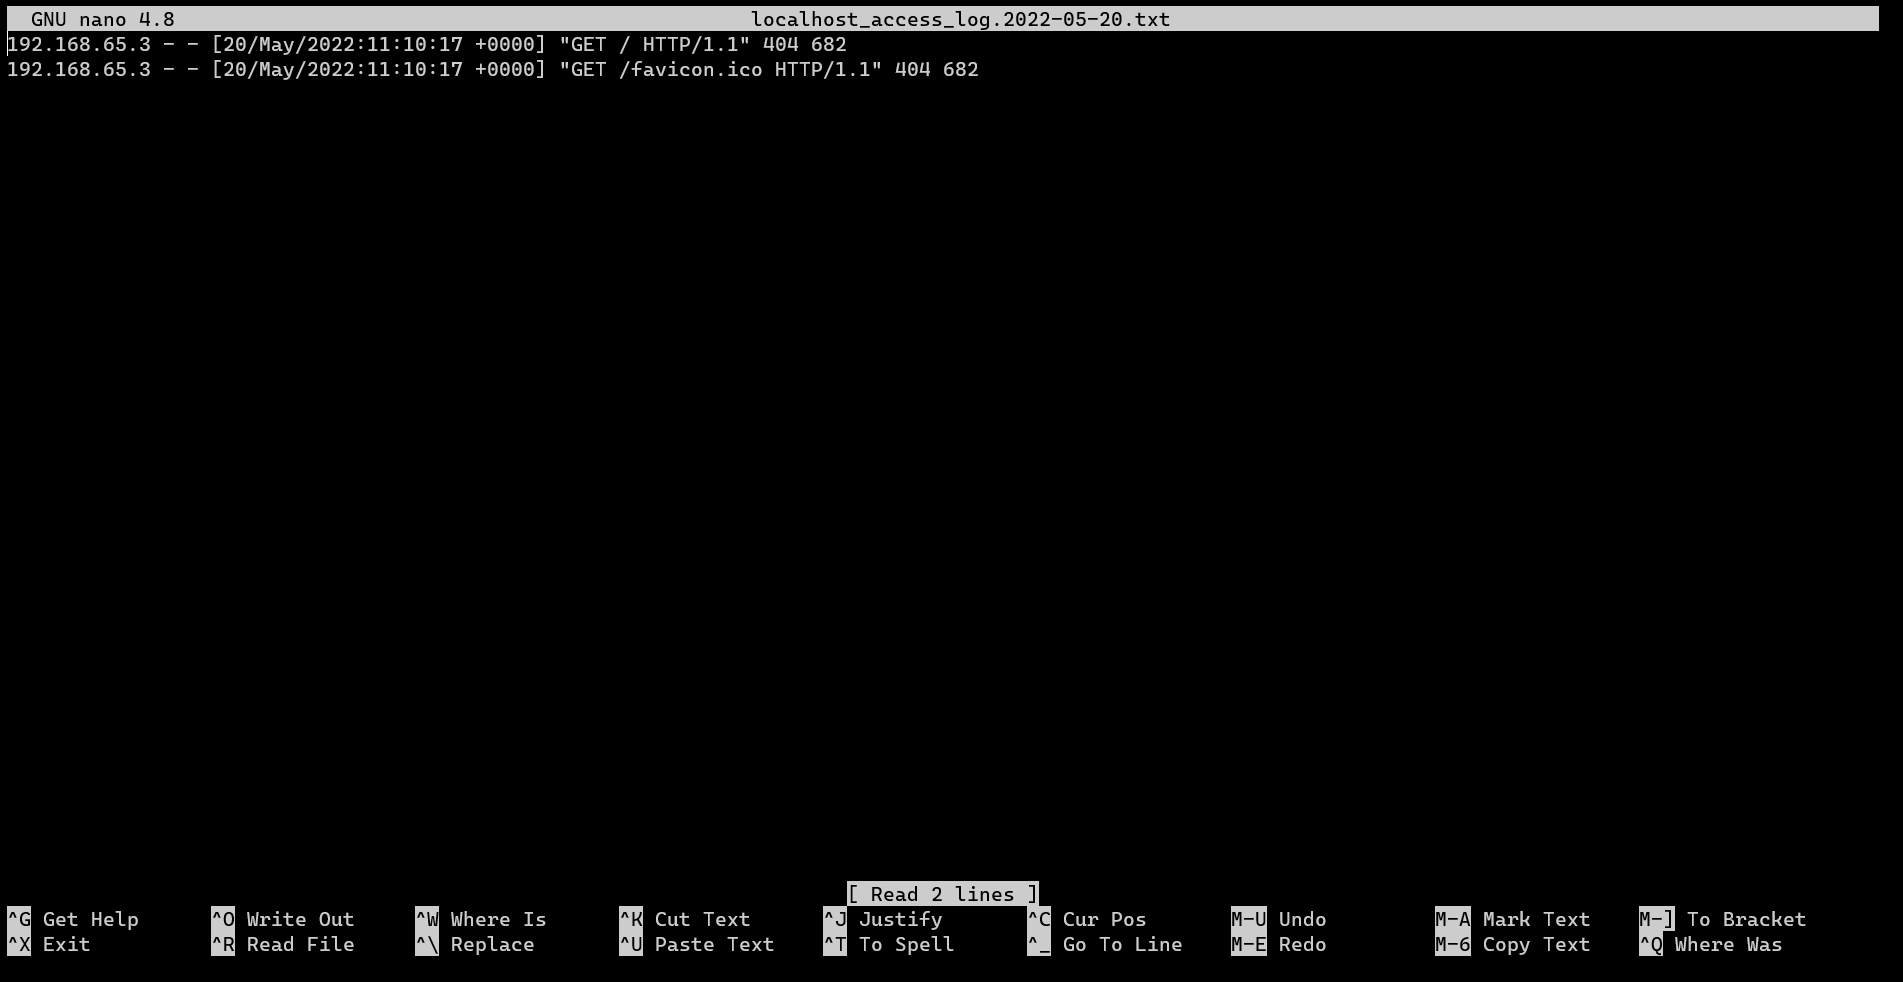 GNU nano 4.8 localhost_access_log.2022-05-20.txt
192.168.65.3 - - [20/May/2022:11:10:17 +0000] "GET / HTTP/1.1" 404 682
192.168.65.3 - - [20/May/2022:11:10:17 +0000] "GET /favicon.ico HTTP/1.1" 404 682
[ Read 2 lines ]
^G Get Help ^O Write Out ^W Where Is ^K Cut Text ^J Justify ^C Cur Pos M-U Undo M-A Mark Text M-] To Bracket
^X Exit ^R Read File ^\ Replace ^U Paste Text ^T To Spell ^_ Go To Line M-E Redo M-6 Copy Text ^Q Where Was